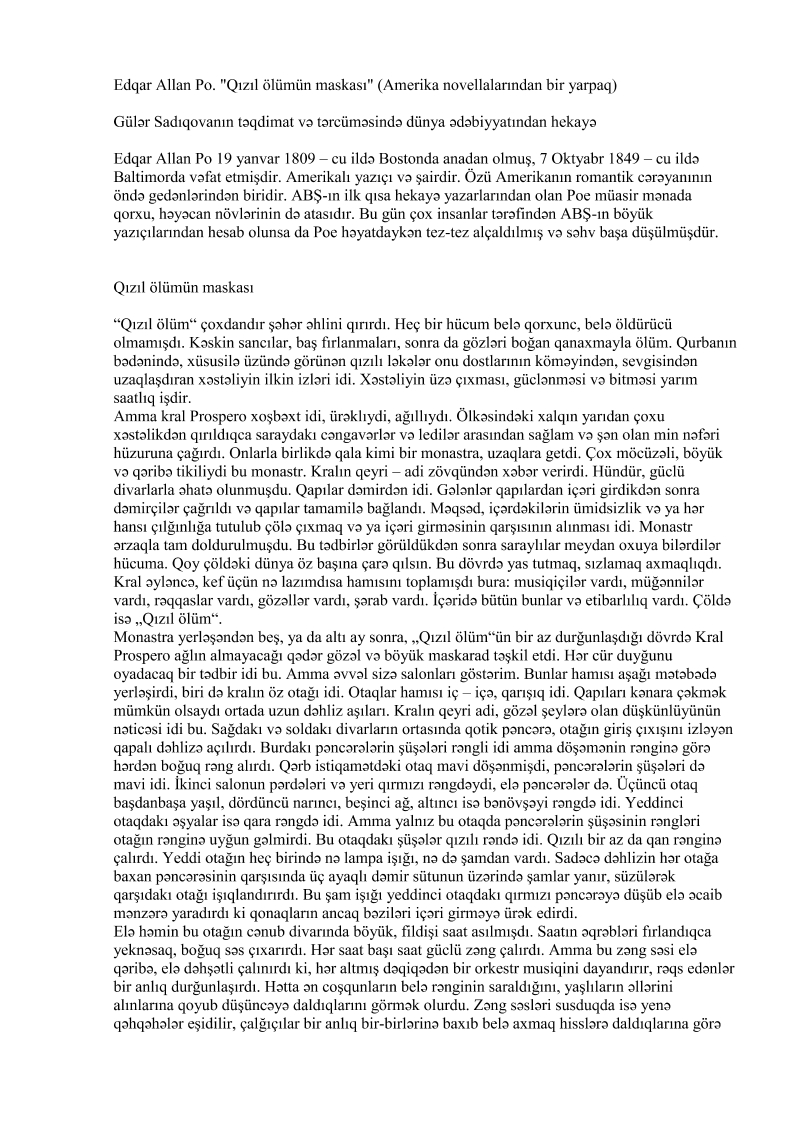 Edqar Allan Po. "Qızıl ölümün maskası" (Amerika novellalarından bir yarpaq)
Gülər Sadıqovanın təqdimat və tərcüməsində dünya ədəbiyyatından hekayə
Edqar Allan Po 19 yanvar 1809 – cu ildə Bostonda anadan olmuş, 7 Oktyabr 1849 – cu ildə
Baltimorda vəfat etmişdir. Amerikalı yazıçı və şairdir. Özü Amerikanın romantik cərəyanının
öndə gedənlərindən biridir. ABŞ-ın ilk qısa hekayə yazarlarından olan Poe müasir mənada
qorxu, həyəcan növlərinin də atasıdır. Bu gün çox insanlar tərəfindən ABŞ-ın böyük
yazıçılarından hesab olunsa da Poe həyatdaykən tez-tez alçaldılmış və səhv başa düşülmüşdür.
Qızıl ölümün maskası
“Qızıl ölüm“ çoxdandır şəhər əhlini qırırdı. Heç bir hücum belə qorxunc, belə öldürücü
olmamışdı. Kəskin sancılar, baş fırlanmaları, sonra da gözləri boğan qanaxmayla ölüm. Qurbanın
bədənində, xüsusilə üzündə görünən qızılı ləkələr onu dostlarının köməyindən, sevgisindən
uzaqlaşdıran xəstəliyin ilkin izləri idi. Xəstəliyin üzə çıxması, güclənməsi və bitməsi yarım
saatlıq işdir.
Amma kral Prospero xoşbəxt idi, ürəklıydi, ağıllıydı. Ölkəsindəki xalqın yarıdan çoxu
xəstəlikdən qırıldıqca saraydakı cəngavərlər və ledilər arasından sağlam və şən olan min nəfəri
hüzuruna çağırdı. Onlarla birlikdə qala kimi bir monastra, uzaqlara getdi. Çox möcüzəli, böyük
və qəribə tikiliydi bu monastr. Kralın qeyri – adi zövqündən xəbər verirdi. Hündür, güclü
divarlarla əhatə olunmuşdu. Qapılar dəmirdən idi. Gələnlər qapılardan içəri girdikdən sonra
dəmirçilər çağrıldı və qapılar tamamilə bağlandı. Məqsəd, içərdəkilərin ümidsizlik və ya hər
hansı çılğınlığa tutulub çölə çıxmaq və ya içəri girməsinin qarşısının alınması idi. Monastr
ərzaqla tam doldurulmuşdu. Bu tədbirlər görüldükdən sonra saraylılar meydan oxuya bilərdilər
hücuma. Qoy çöldəki dünya öz başına çarə qılsın. Bu dövrdə yas tutmaq, sızlamaq axmaqlıqdı.
Kral əyləncə, kef üçün nə lazımdısa hamısını toplamışdı bura: musiqiçilər vardı, müğənnilər
vardı, rəqqaslar vardı, gözəllər vardı, şərab vardı. İçəridə bütün bunlar və etibarlılıq vardı. Çöldə
isə „Qızıl ölüm“.
Monastra yerləşəndən beş, ya da altı ay sonra, „Qızıl ölüm“ün bir az durğunlaşdığı dövrdə Kral
Prospero ağlın almayacağı qədər gözəl və böyük maskarad təşkil etdi. Hər cür duyğunu
oyadacaq bir tədbir idi bu. Amma əvvəl sizə salonları göstərim. Bunlar hamısı aşağı mətəbədə
yerləşirdi, biri də kralın öz otağı idi. Otaqlar hamısı iç – içə, qarışıq idi. Qapıları kənara çəkmək
mümkün olsaydı ortada uzun dəhliz aşıları. Kralın qeyri adi, gözəl şeylərə olan düşkünlüyünün
nəticəsi idi bu. Sağdakı və soldakı divarların ortasında qotik pəncərə, otağın giriş çıxışını izləyən
qapalı dəhlizə açılırdı. Burdakı pəncərələrin şüşələri rəngli idi amma döşəmənin rənginə görə
hərdən boğuq rəng alırdı. Qərb istiqamətdəki otaq mavi döşənmişdi, pəncərələrin şüşələri də
mavi idi. İkinci salonun pərdələri və yeri qırmızı rəngdəydi, elə pəncərələr də. Üçüncü otaq
başdanbaşa yaşıl, dördüncü narıncı, beşinci ağ, altıncı isə bənövşəyi rəngdə idi. Yeddinci
otaqdakı əşyalar isə qara rəngdə idi. Amma yalnız bu otaqda pəncərələrin şüşəsinin rəngləri
otağın rənginə uyğun gəlmirdi. Bu otaqdakı şüşələr qızılı rəndə idi. Qızılı bir az da qan rənginə
çalırdı. Yeddi otağın heç birində nə lampa işığı, nə də şamdan vardı. Sadəcə dəhlizin hər otağa
baxan pəncərəsinin qarşısında üç ayaqlı dəmir sütunun üzərində şamlar yanır, süzülərək
qarşıdakı otağı işıqlandırırdı. Bu şam işığı yeddinci otaqdakı qırmızı pəncərəyə düşüb elə əcaib
mənzərə yaradırdı ki qonaqların ancaq bəziləri içəri girməyə ürək edirdi.
Elə həmin bu otağın cənub divarında böyük, fildişi saat asılmışdı. Saatın əqrəbləri fırlandıqca
yeknəsaq, boğuq səs çıxarırdı. Hər saat başı saat güclü zəng çalırdı. Amma bu zəng səsi elə
qəribə, elə dəhşətli çalınırdı ki, hər altmış dəqiqədən bir orkestr musiqini dayandırır, rəqs edənlər
bir anlıq durğunlaşırdı. Hətta ən coşqunların belə rənginin saraldığını, yaşlıların əllərini
alınlarına qoyub düşüncəyə daldıqlarını görmək olurdu. Zəng səsləri susduqda isə yenə
qəhqəhələr eşidilir, çalğıçılar bir anlıq bir-birlərinə baxıb belə axmaq hisslərə daldıqlarına görə